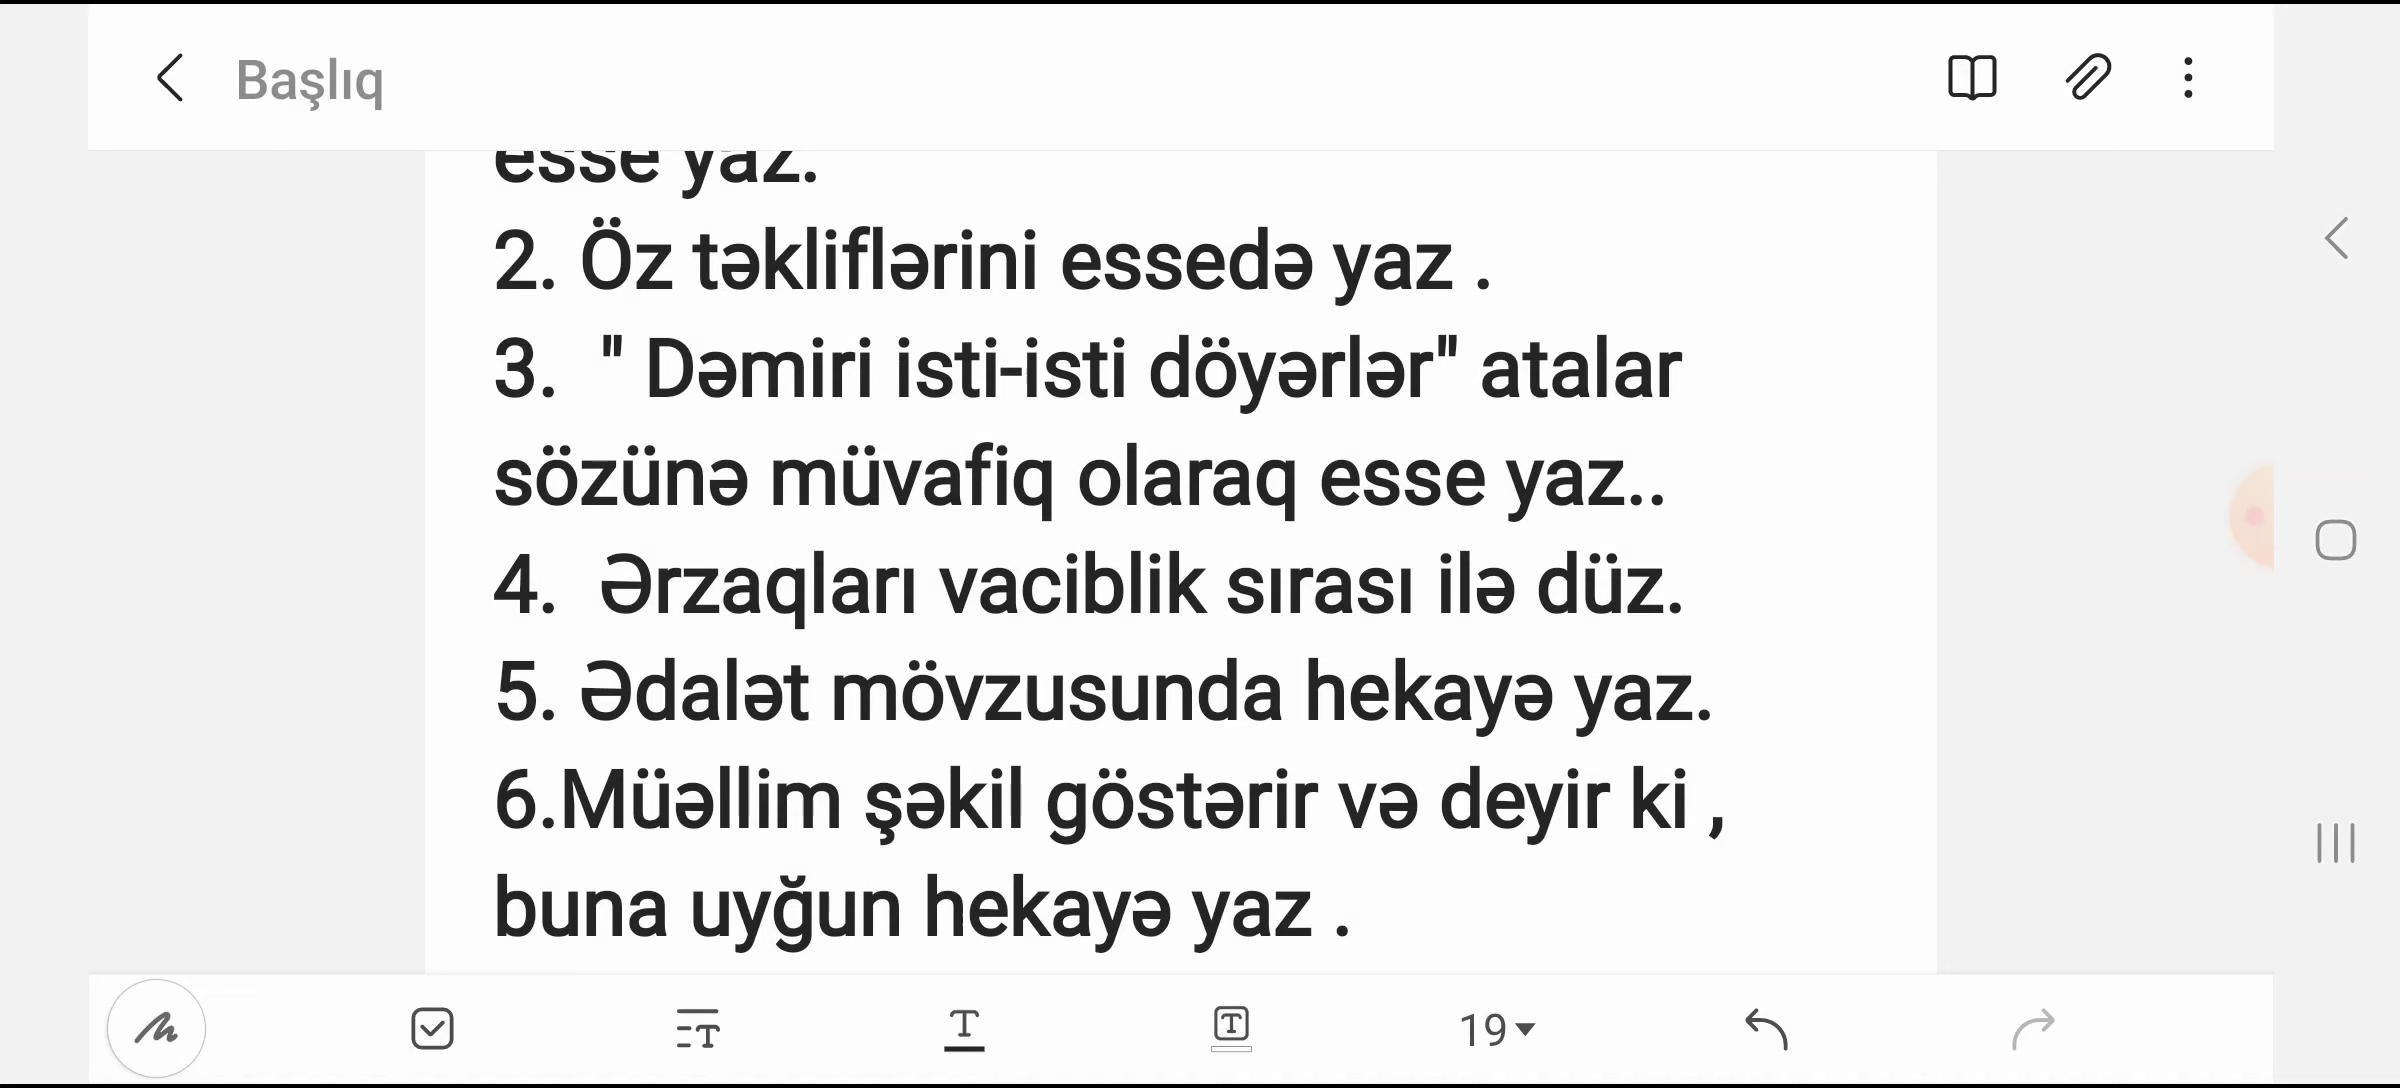 Başlıq
esse yaz.
2. Öz təkliflərini essedə yaz .
3.  " Dəmiri isti-isti döyərlər" atalar
sözünə müvafiq olaraq esse yaz..
4.  Ərzaqları vaciblik sırası ilə düz.
5. Ədalət mövzusunda hekayə yaz.
6.Müəllim şəkil göstərir və deyir ki ,
buna uyğun hekayə yaz .
19